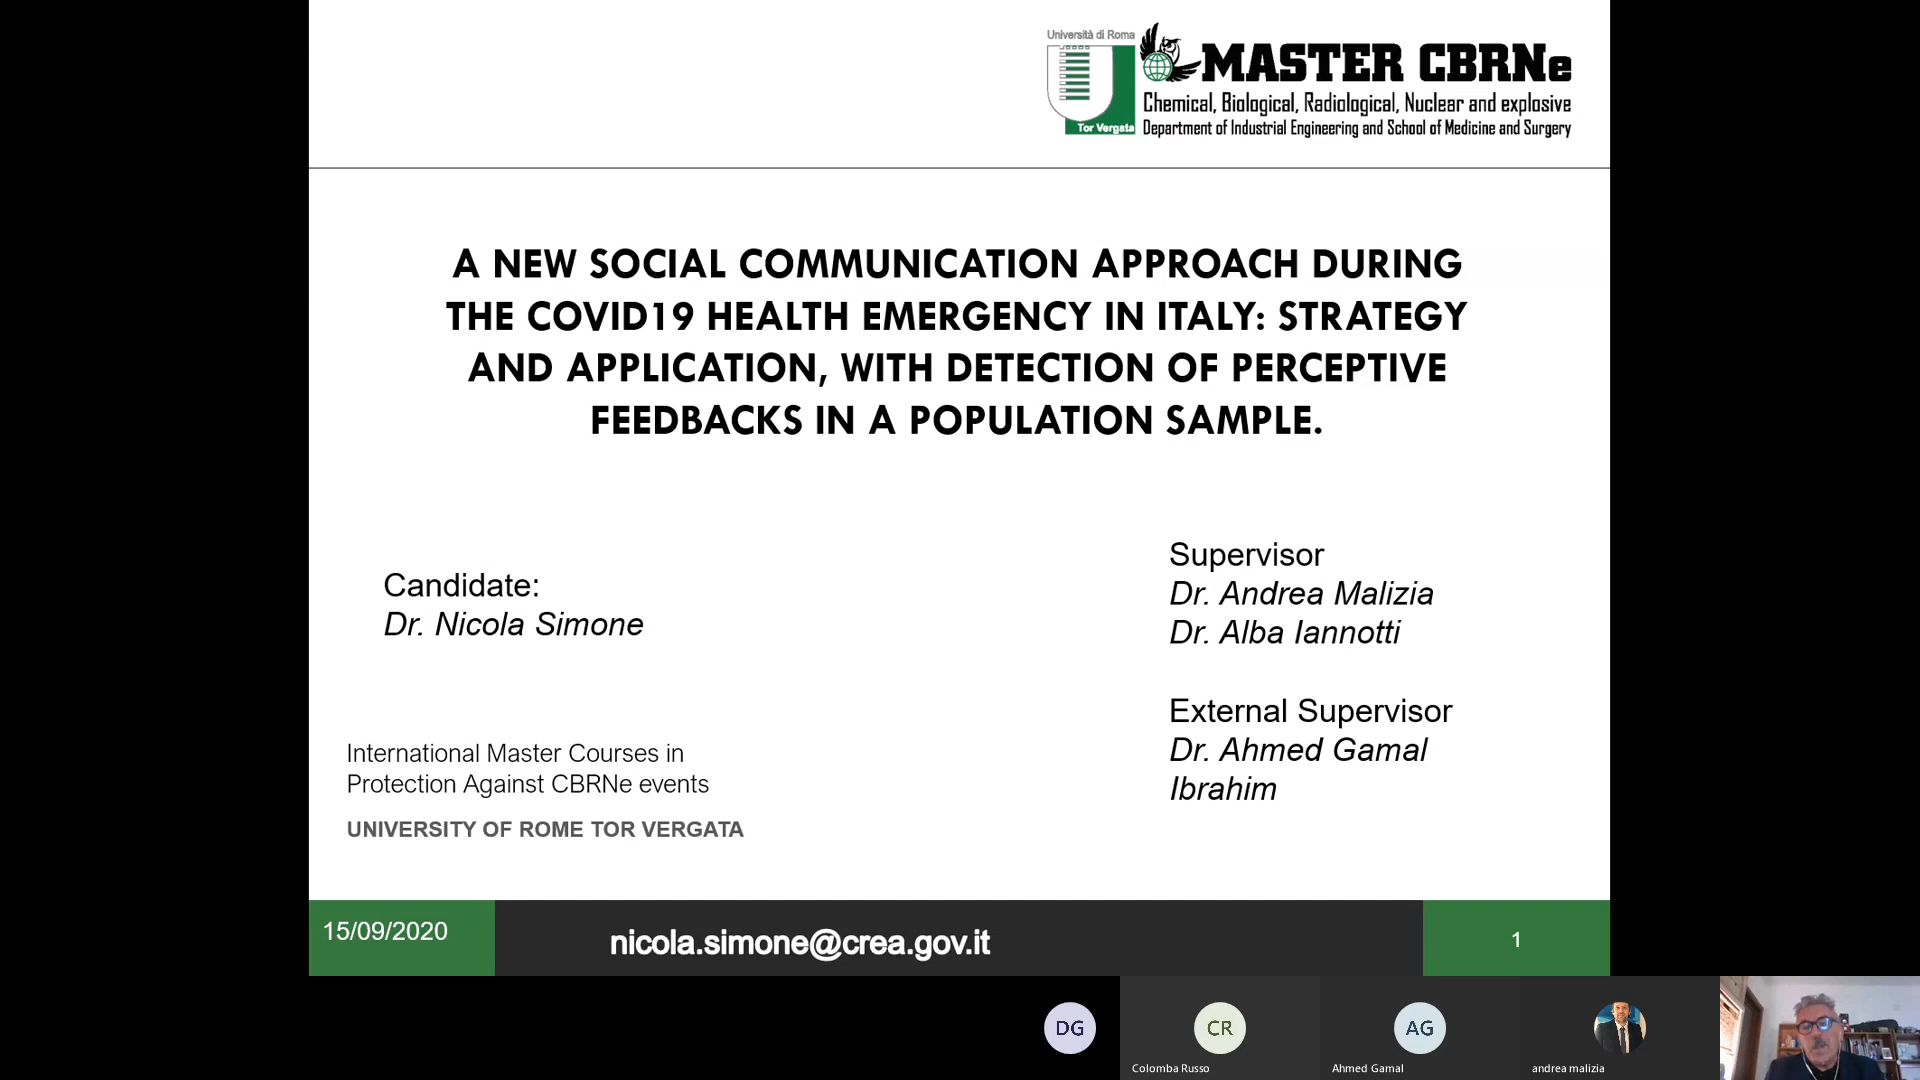 Università di Roma
Tor Vergata
MASTER CBRNe
Chemical, Biological, Radiological, Nuclear and explosive
Department of Industrial Engineering and School of Medicine and Surgery
A NEW SOCIAL COMMUNICATION APPROACH DURING
THE COVID19 HEALTH EMERGENCY IN ITALY: STRATEGY
AND APPLICATION, WITH DETECTION OF PERCEPTIVE
FEEDBACKS IN A POPULATION SAMPLE.
Candidate:
Dr. Nicola Simone
Supervisor
Dr. Andrea Malizia
Dr. Alba Iannotti
External Supervisor
Dr. Ahmed Gamal
Ibrahim
International Master Courses in
Protection Against CBRNe events
UNIVERSITY OF ROME TOR VERGATA
15/09/2020
nicola.simone@crea.gov.it
1
DG
CR
AG
Colomba Russo
Ahmed Gamal
andrea malizia